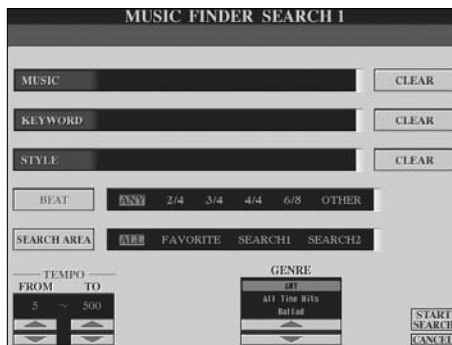 MUSIC FINDER SEARCH 1
MUSIC CLEAR
KEYWORD CLEAR
STYLE CLEAR
BEAT ANY 2/4 3/4 4/4 6/8 OTHER
SEARCH AREA ALL FAVORITE SEARCH1 SEARCH2
TEMPO
FROM TO
5 ~ 500
GENRE
ANY
All Time Hits
Ballad
START
SEARCH
CANCEL